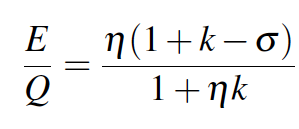 E/Q = η(1 + k − σ)/(1 + ηk)